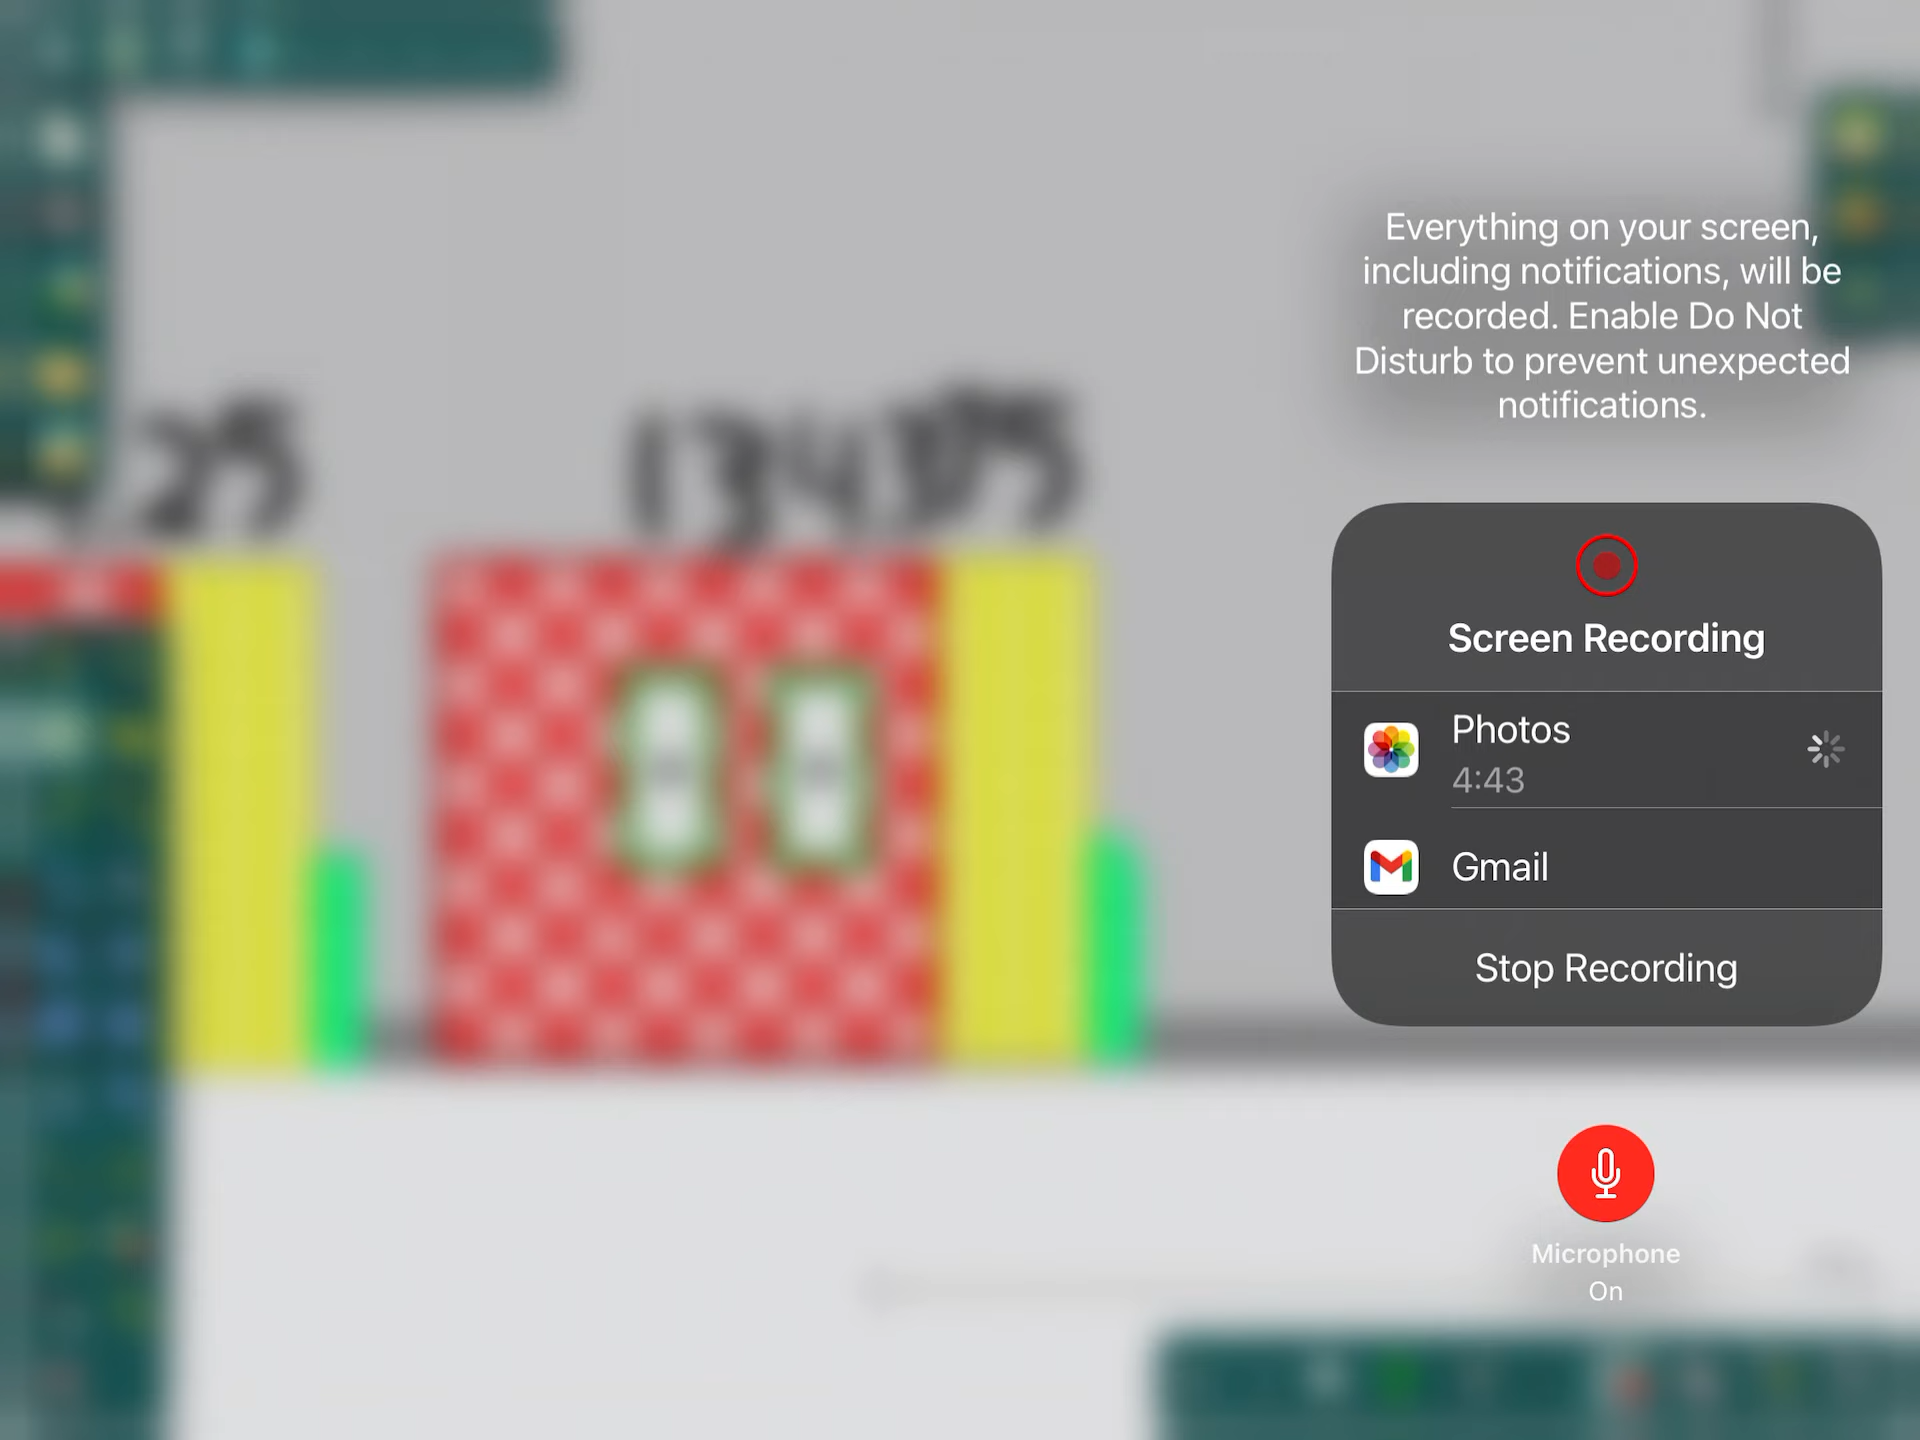 Everything on your screen,
including notifications, will be
recorded. Enable Do Not
Disturb to prevent unexpected
notifications.
25
Screen Recording
Photos
4:43
Gmail
Stop Recording
Microphone
On